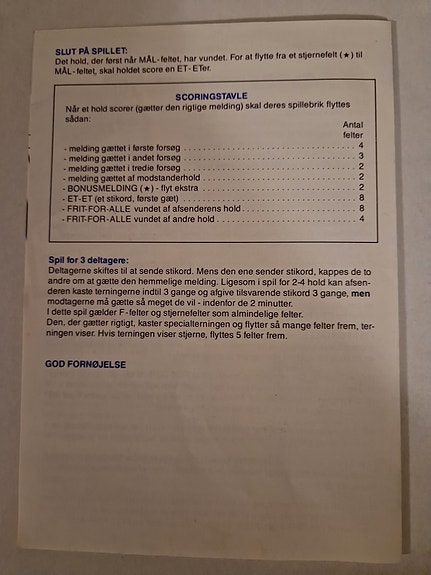 SLUT PÅ SPILLET:
Det hold, der først når MÅL-feltet, har vundet. For at flytte fra et stjernefelt (★) til
MÅL-feltet, skal holdet score en ET-ETer.
SCORINGSTAVLE
Når et hold scorer (gætter den rigtige melding) skal deres spillebrik flyttes
sådan:
Antal
felter
- melding gættet i første forsøg . . . . . . . . . . . . . . . . . . . . . . . . . . 4
- melding gættet i andet forsøg . . . . . . . . . . . . . . . . . . . . . . . . . . 3
- melding gættet i tredie forsøg . . . . . . . . . . . . . . . . . . . . . . . . . . 2
- melding gættet af modstanderhold . . . . . . . . . . . . . . . . . . . . . 2
- BONUSMELDING (★) - flyt ekstra . . . . . . . . . . . . . . . . . . . . . . . 2
- ET-ET (et stikord, første gæt) . . . . . . . . . . . . . . . . . . . . . . . . . . 8
- FRIT-FOR-ALLE vundet af afsenderens hold . . . . . . . . . . . . . . . . 8
- FRIT-FOR-ALLE vundet af andre hold . . . . . . . . . . . . . . . . . . . . 4
Spil for 3 deltagere:
Deltagerne skiftes til at sende stikord. Mens den ene sender stikord, kappes de to
andre om at gætte den hemmelige melding. Ligesom i spil for 2-4 hold kan afsen-
deren kaste terningerne indtil 3 gange og afgive tilsvarende stikord 3 gange, men
modtagerne må gætte så meget de vil - indenfor de 2 minutter.
I dette spil gælder F-felter og stjernefelter som almindelige felter.
Den, der gætter rigtigt, kaster specialterningen og flytter så mange felter frem, ter-
ningen viser. Hvis terningen viser stjerne, flyttes 5 felter frem.
GOD FORNØJELSE